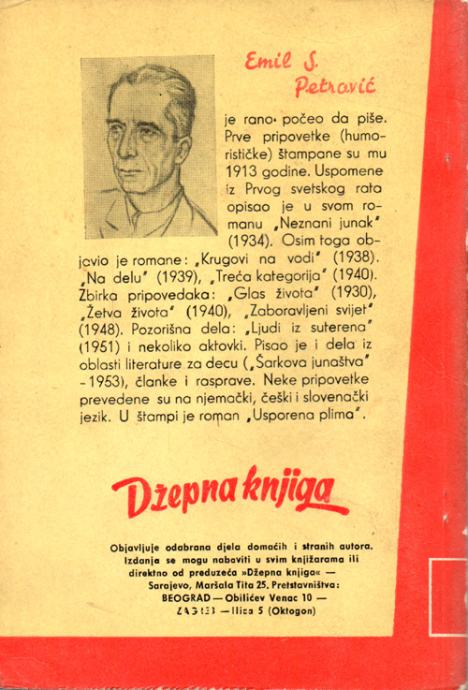 Emil S.
Petrović
je rano· počeo da piše.
Prve pripovetke (humo-
rističke) štampane su mu
1913 godine. Uspomene
iz Prvog svetskog rata
opisao je u svom ro-
manu „Neznani junak"
(1934). Osim toga ob-
javio je romane: „Krugovi na vodi" (1938).
„Na delu" (1939), „Treća kategorija" (1940).
Zbirka pripovedaka: „Glas života" (1930),
„Žetva života" (1940), „Zaboravljeni svijet"
(1948). Pozorišna dela: „Ljudi iz suterena"
(1951) i nekoliko aktovki. Pisao je i dela iz
oblasti literature za decu („Šarkova junaštva"
-1953), članke i rasprave. Neke pripovetke
prevedene su na njemački, češki i slovenački
jezik. U štampi je roman „Usporena plima".
Džepna knjiga
Objavljuje odabrana djela domaćih i stranih autora.
Izdanja se mogu nabaviti u svim knjižarama ili
direktno od preduzeća »Džepna knjiga« —
Sarajevo, Maršala Tita 25. Pretstavništva:
BEOGRAD — Obilićev Venac 10 —
ZAGREB — Ilica 5 (Oktogon)